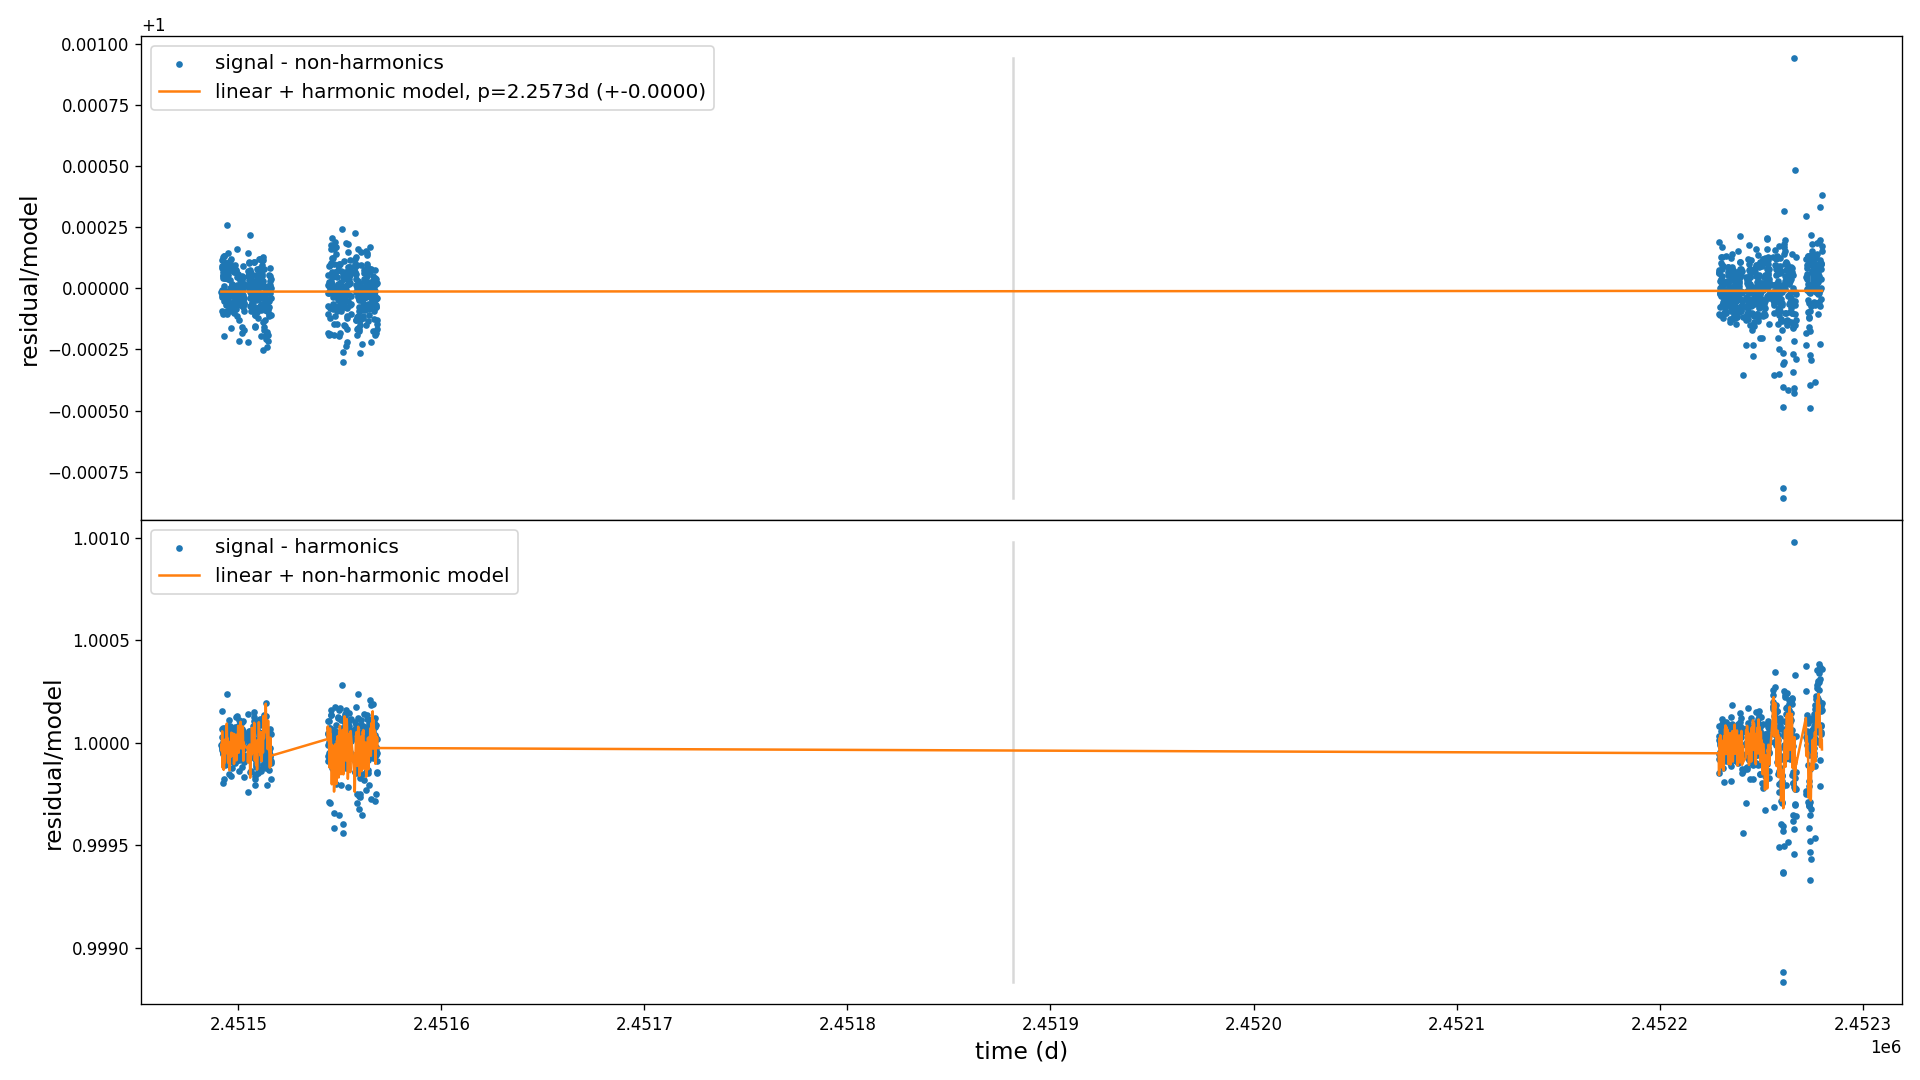 +1
0.00100
0.00075
0.00050
0.00025
0.00000
−0.00025
−0.00050
−0.00075
residual/model
signal - non-harmonics
linear + harmonic model, p=2.2573d (+-0.0000)
1.0010
1.0005
1.0000
0.9995
0.9990
residual/model
signal - harmonics
linear + non-harmonic model
2.4515 2.4516 2.4517 2.4518 2.4519 2.4520 2.4521 2.4522 2.4523
1e6
time (d)